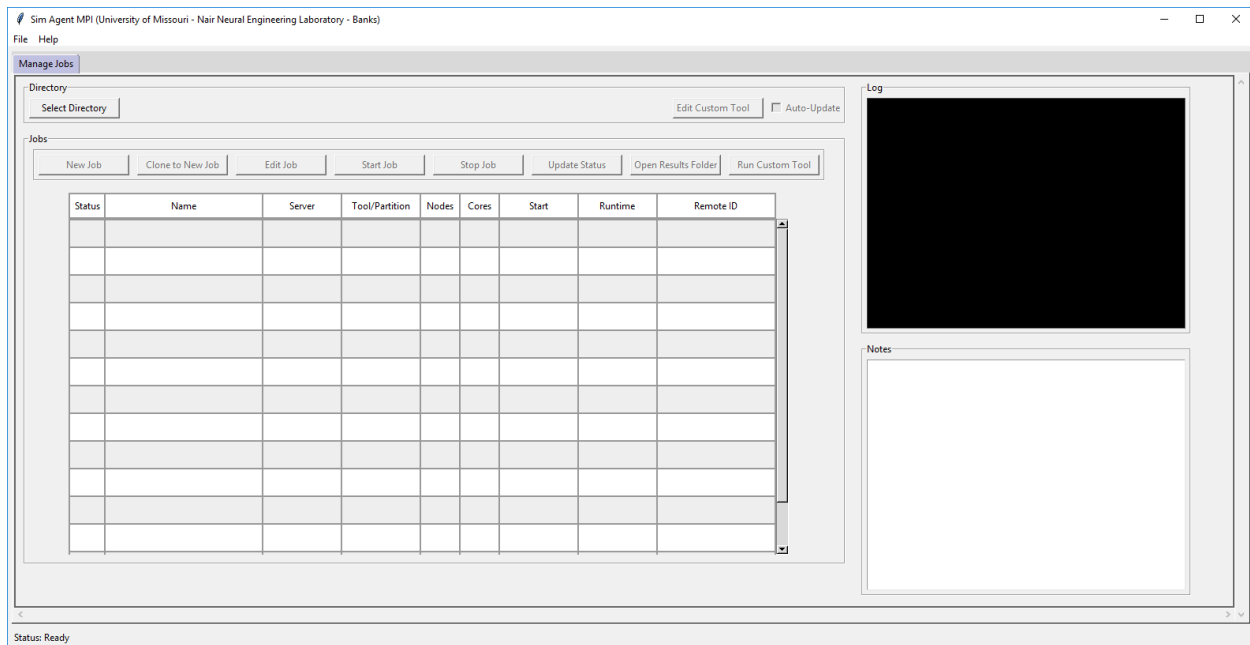 Sim Agent MPI (University of Missouri - Nair Neural Engineering Laboratory - Banks)
File Help
Manage Jobs
Directory
Select Directory
Edit Custom Tool
Auto-Update
Jobs
New Job Clone to New Job Edit Job Start Job Stop Job Update Status Open Results Folder Run Custom Tool
Status Name Server Tool/Partition Nodes Cores Start Runtime Remote ID
Log
Notes
Status: Ready